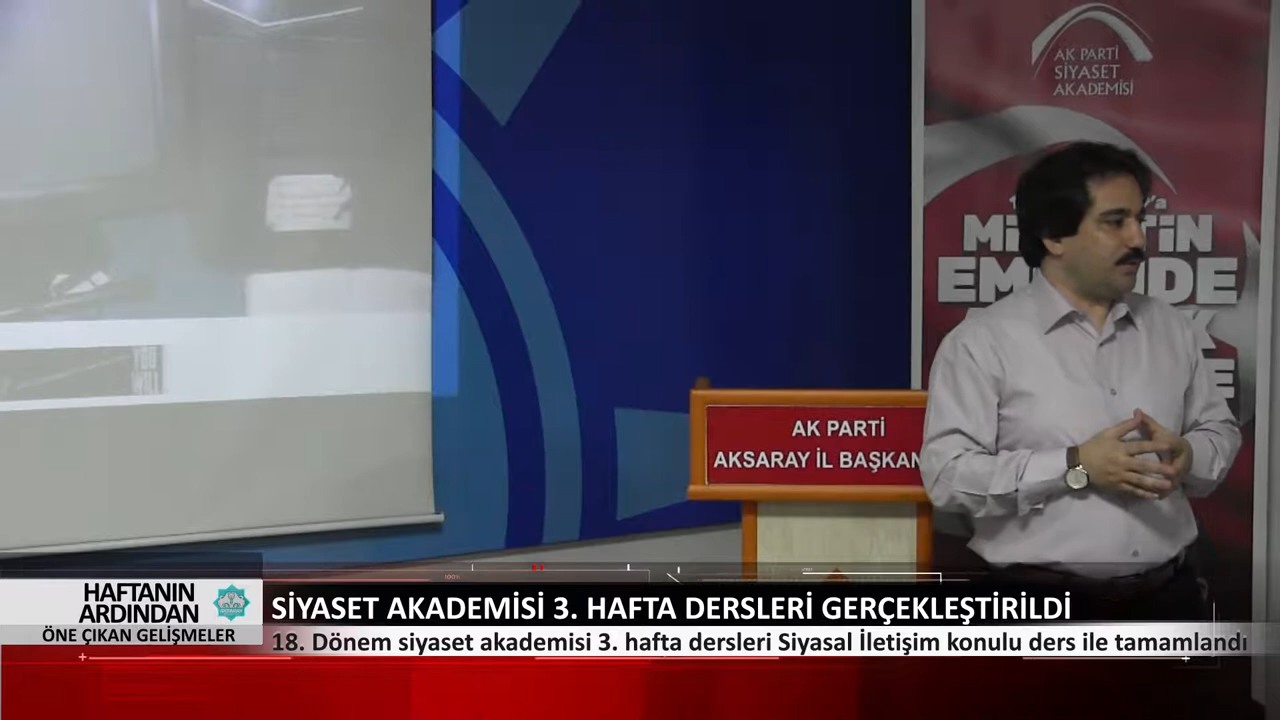 AK PARTİ
SİYASET
AKADEMİSİ
EM
DE
AK PARTİ
AKSARAY İL BAŞKAN
HAFTANIN
ARDINDAN
ÖNE ÇIKAN GELİŞMELER
SİYASET AKADEMİSİ 3. HAFTA DERSLERİ GERÇEKLEŞTİRİLDİ
18. Dönem siyaset akademisi 3. hafta dersleri Siyasal İletişim konulu ders ile tamamlandı